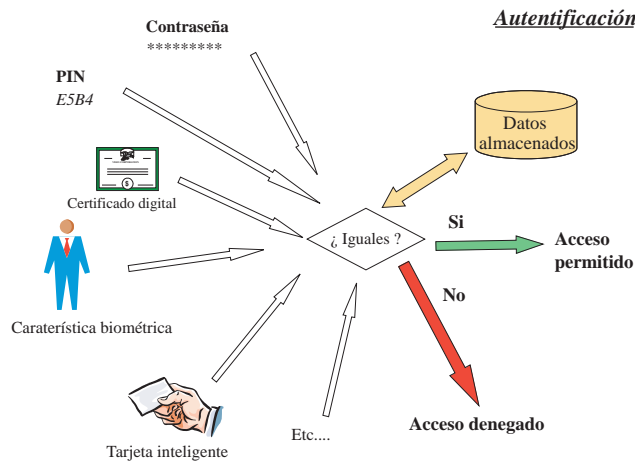 Autentificación
Contraseña
*********
PIN
E5B4
Datos
almacenados
Certificado digital
¿ Iguales ?
Si
Acceso
permitido
No
Caraterística biométrica
Tarjeta inteligente
Etc....
Acceso denegado